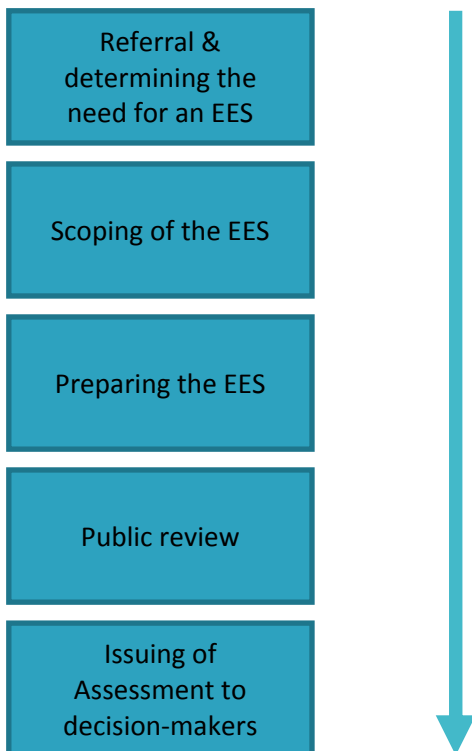 Referral &
determining the
need for an EES
Scoping of the EES
Preparing the EES
Public review
Issuing of
Assessment to
decision-makers